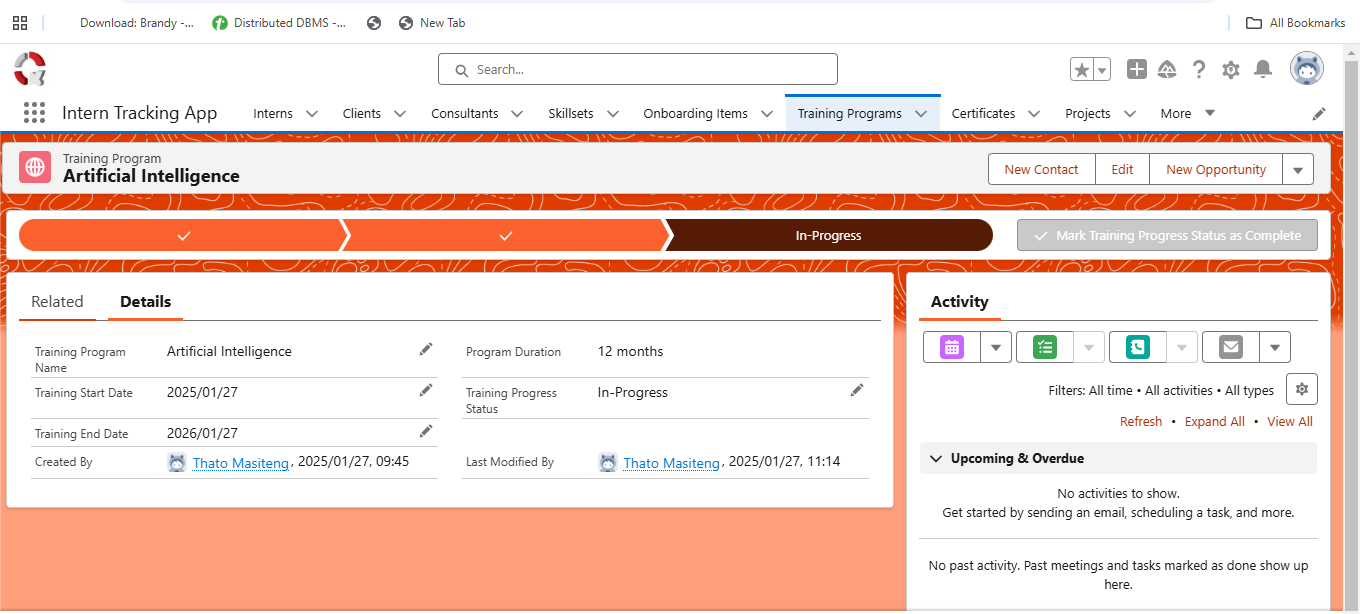 Download: Brandy -...
Distributed DBMS -...
New Tab
All Bookmarks
Search...
Intern Tracking App
Interns
Clients
Consultants
Skillsets
Onboarding Items
Training Programs
Certificates
Projects
More
Training Program
Artificial Intelligence
New Contact
Edit
New Opportunity
In-Progress
Mark Training Progress Status as Complete
Related
Details
Training Program
Name
Artificial Intelligence
Program Duration
12 months
Training Start Date
2025/01/27
Training Progress
Status
In-Progress
Training End Date
2026/01/27
Created By
Thato Masiteng, 2025/01/27, 09:45
Last Modified By
Thato Masiteng, 2025/01/27, 11:14
Activity
Filters: All time • All activities • All types
Refresh • Expand All • View All
Upcoming & Overdue
No activities to show.
Get started by sending an email, scheduling a task, and more.
No past activity. Past meetings and tasks marked as done show up
here.